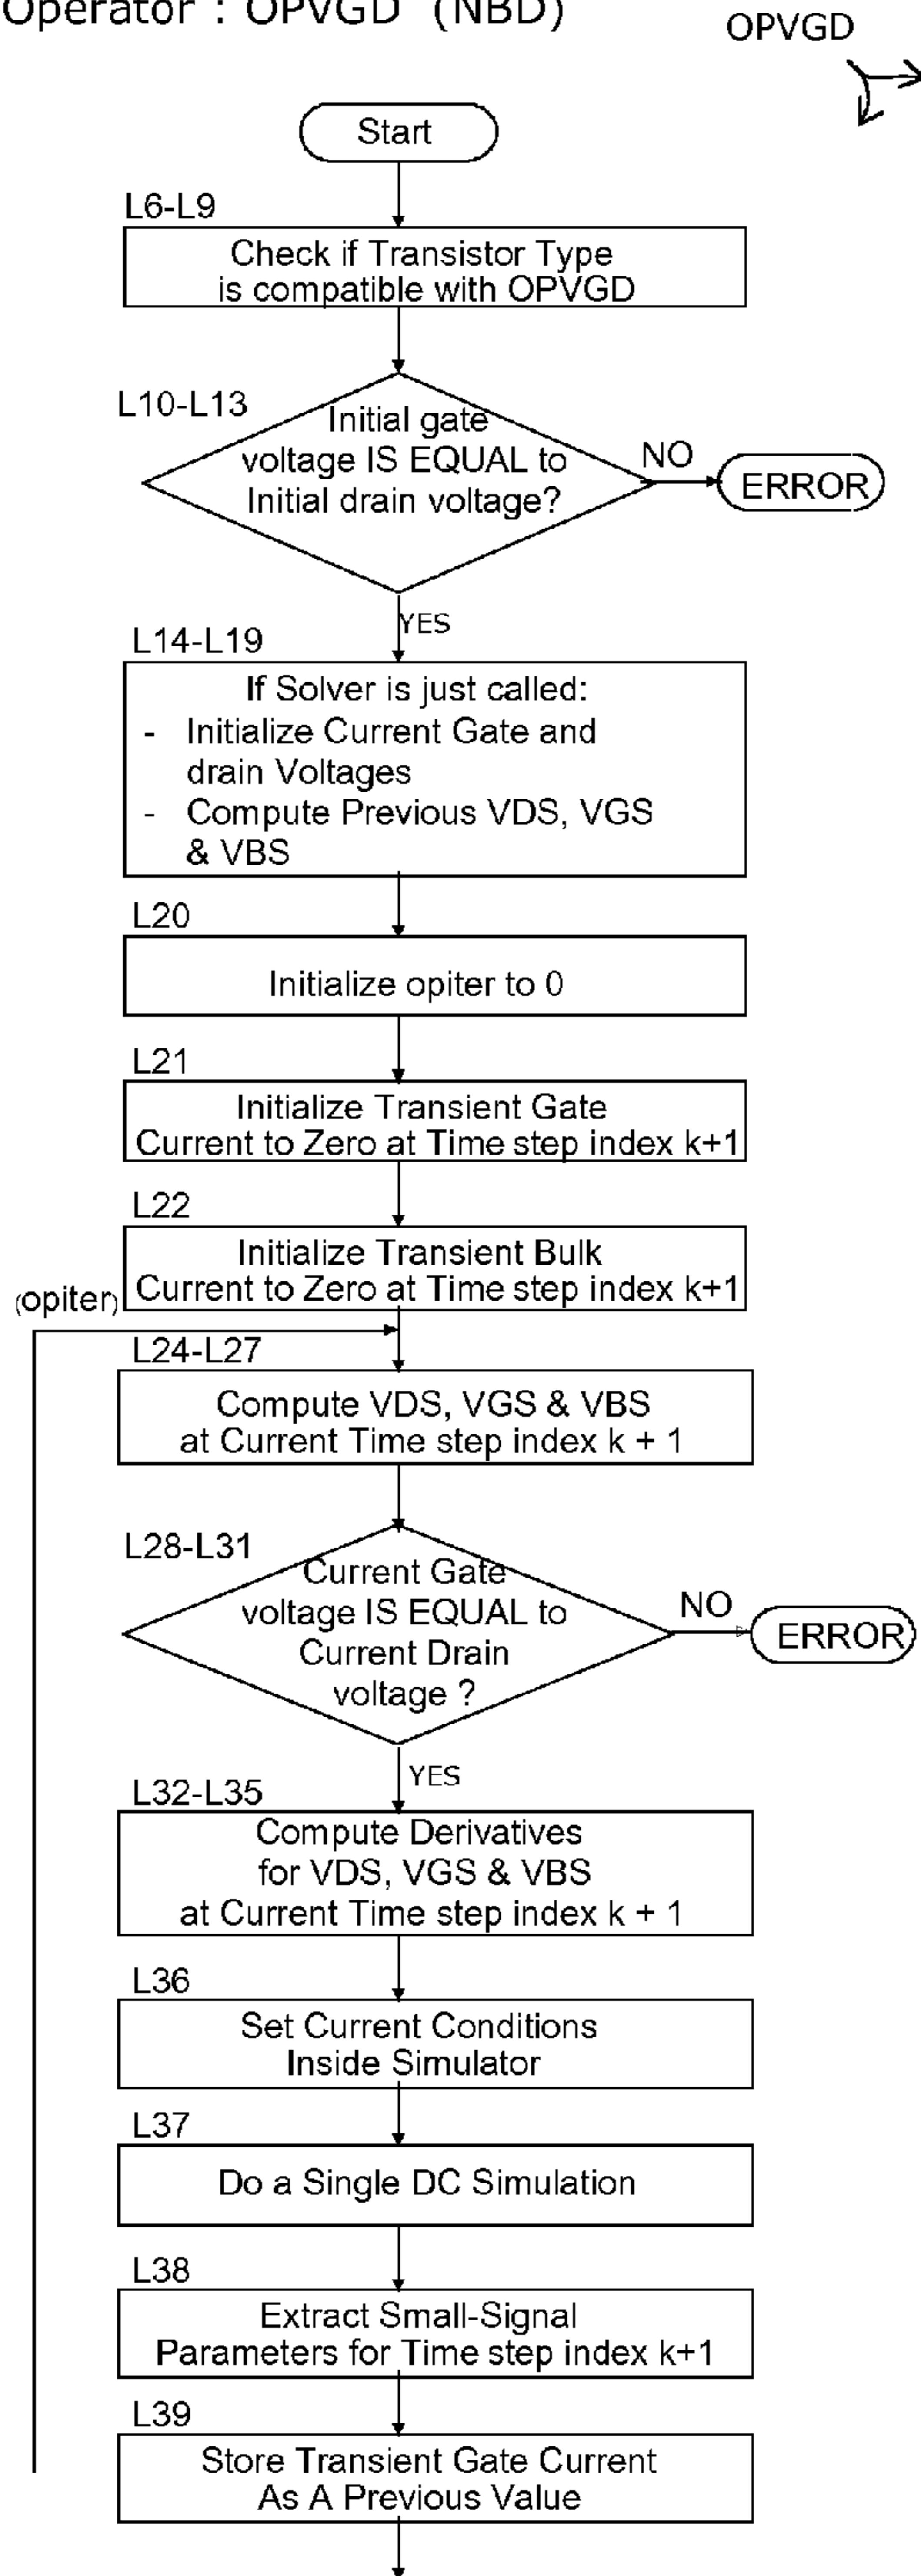 Operator : OPVGD (NBD)
OPVGD
Start
L6-L9
Check if Transistor Type
is compatible with OPVGD
L10-L13
Initial gate
voltage IS EQUAL to
Initial drain voltage?
NO
ERROR
YES
L14-L19
If Solver is just called:
- Initialize Current Gate and
drain Voltages
- Compute Previous VDS, VGS
& VBS
L20
Initialize opiter to 0
L21
Initialize Transient Gate
Current to Zero at Time step index k+1
L22
Initialize Transient Bulk
Current to Zero at Time step index k+1
(opiter)
L24-L27
Compute VDS, VGS & VBS
at Current Time step index k + 1
L28-L31
Current Gate
voltage IS EQUAL to
Current Drain
voltage ?
NO
ERROR
YES
L32-L35
Compute Derivatives
for VDS, VGS & VBS
at Current Time step index k + 1
L36
Set Current Conditions
Inside Simulator
L37
Do a Single DC Simulation
L38
Extract Small-Signal
Parameters for Time step index k+1
L39
Store Transient Gate Current
As A Previous Value